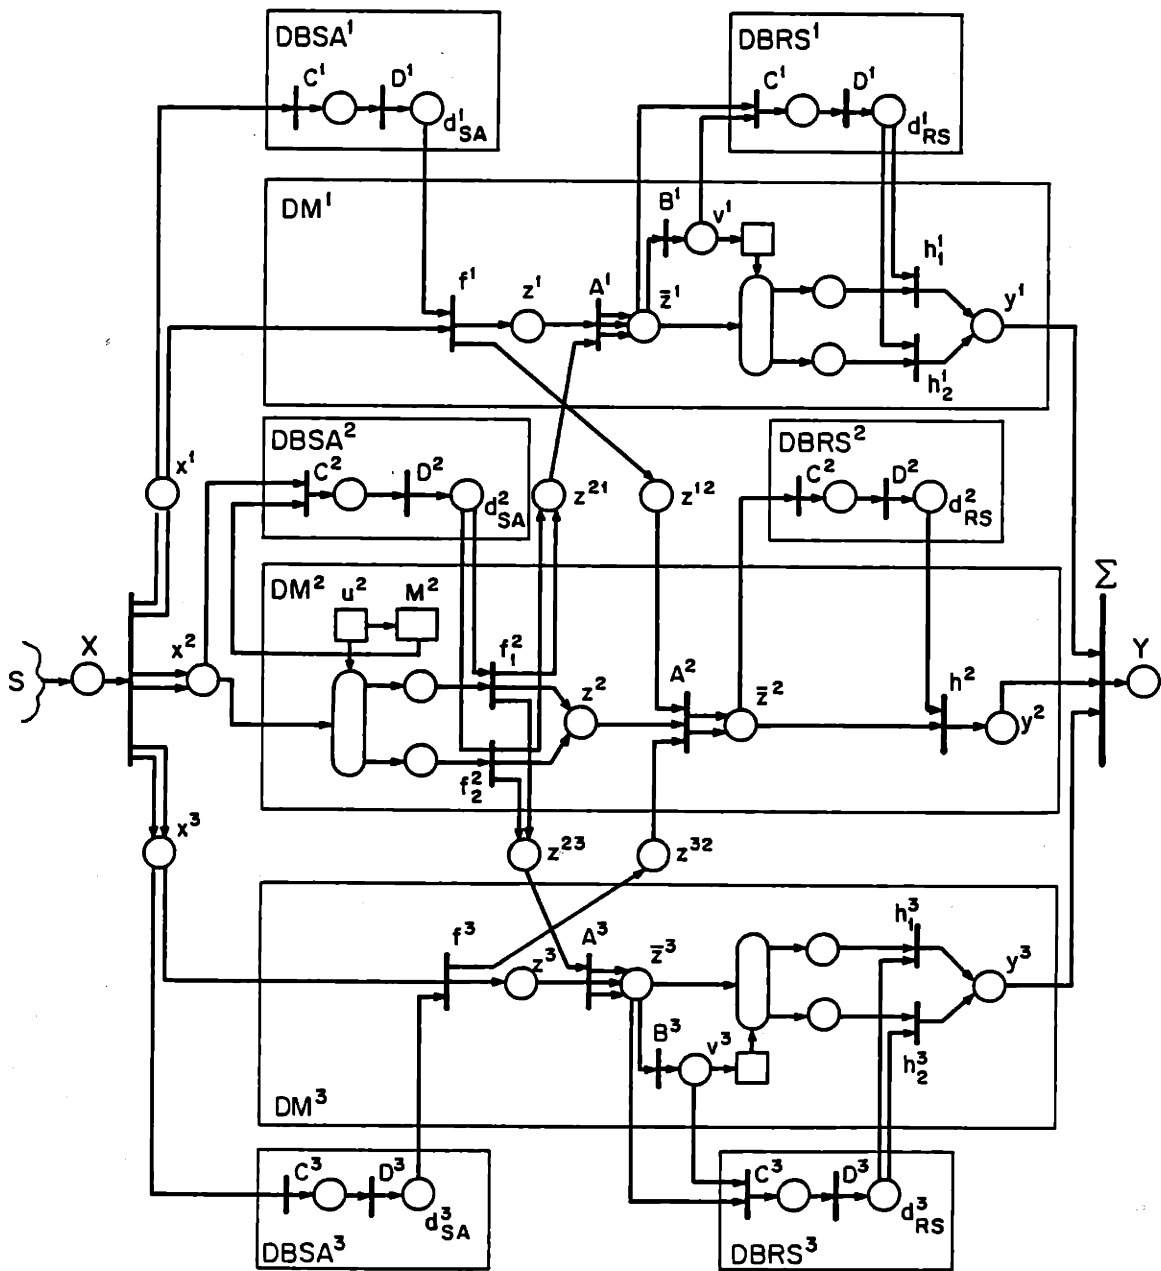 DBSA¹
C¹ D¹
d¹SA
DBRS¹
C¹ D¹
d¹RS
DM¹
f¹ z¹ A¹ z̄¹
B¹ v¹
h¹₁
h¹₂
y¹
x¹
DBSA²
C² D²
d²SA
z²¹
z¹²
DBRS²
C² D²
d²RS
DM²
u² M²
S X x²
f²₁
f²₂
z²
A² z̄²
h²
y²
Σ
Y
x³
z²³
z³²
f³ z³ A³ z̄³
B³ v³
h³₁
h³₂
y³
DM³
C³ D³
d³SA
DBSA³
C³ D³
d³RS
DBRS³